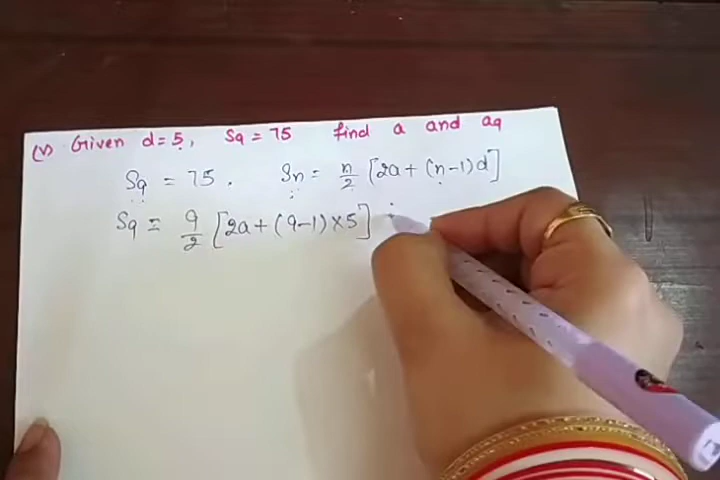 (v) Given d=5, S9 = 75 find a and a9
S9 = 75. Sn = n/2 [2a+(n-1)d]
S9 = 9/2 [2a+(9-1)×5]